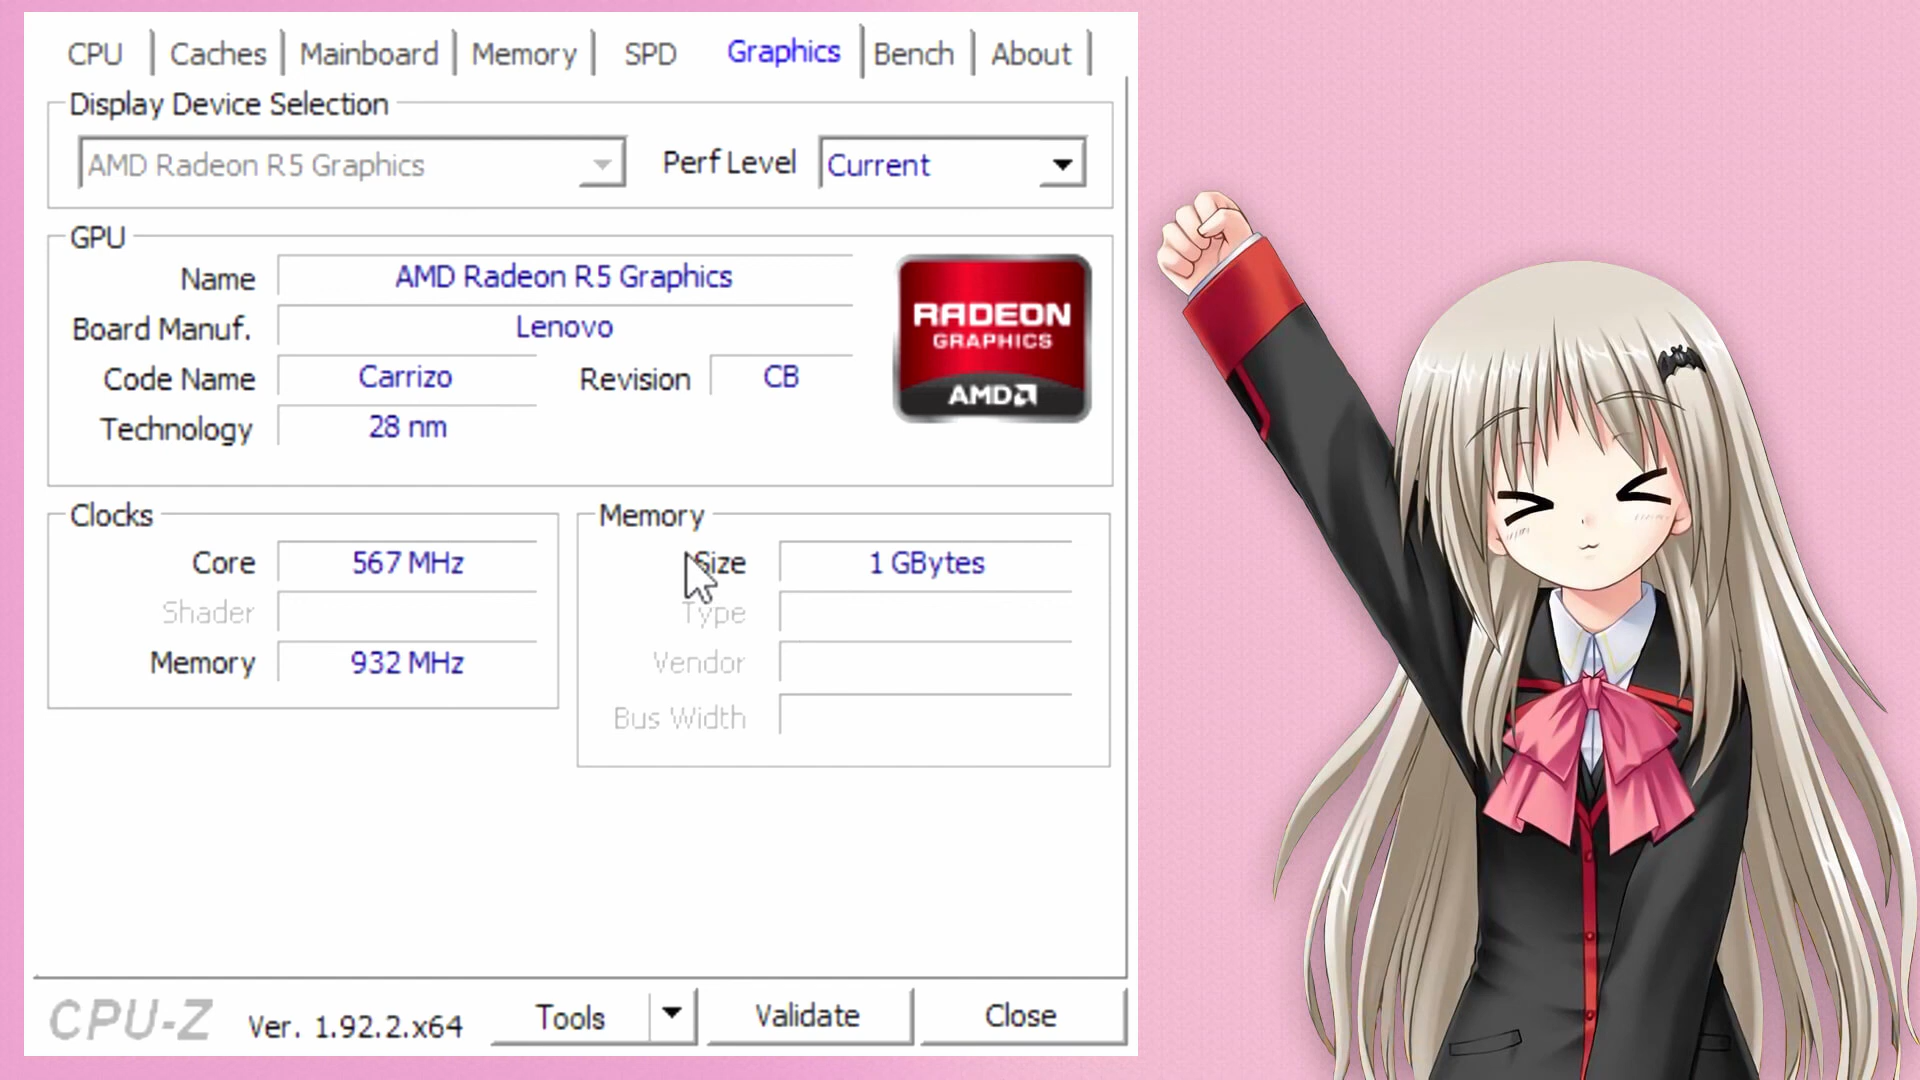 CPU Caches Mainboard Memory SPD Graphics Bench About
Display Device Selection
AMD Radeon R5 Graphics Perf Level Current
GPU
Name AMD Radeon R5 Graphics
Board Manuf. Lenovo
Code Name Carrizo Revision CB
Technology 28 nm
RADEON
GRAPHICS
AMD
Clocks
Core 567 MHz
Shader
Memory 932 MHz
Memory
Size 1 GBytes
Type
Vendor
Bus Width
CPU-Z Ver. 1.92.2.x64 Tools Validate Close